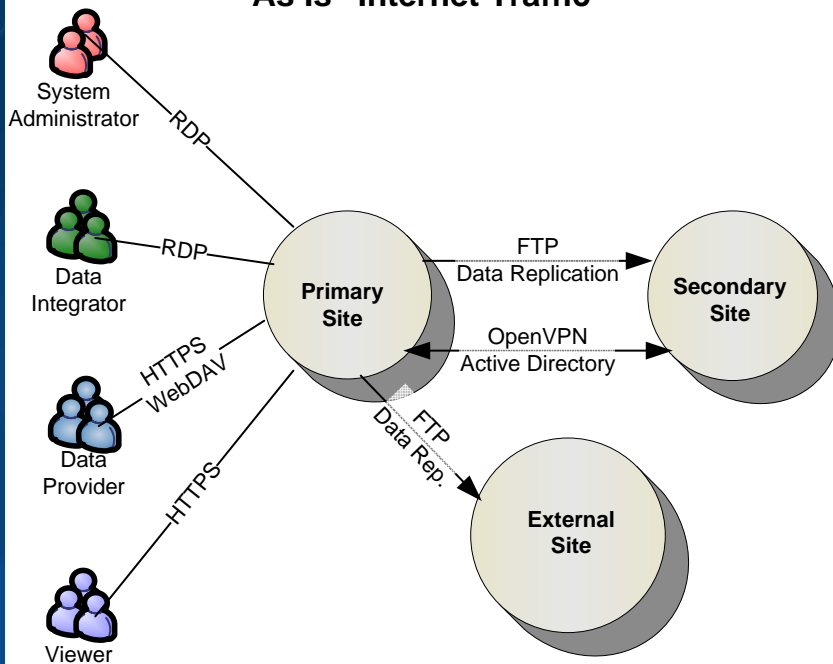 As Is" Internet Traffic
System
Administrator
RDP
Data
Integrator
RDP
Data
Provider
HTTPS
WebDAV
Viewer
HTTPS
Primary
Site
FTP
Data Replication
OpenVPN
Active Directory
Secondary
Site
FTP
Data Rep.
External
Site